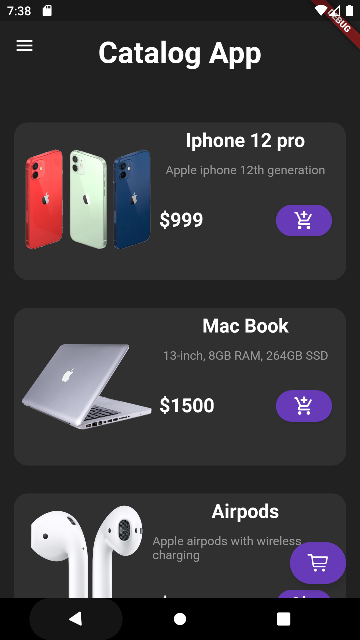 7:38
DEBUG
Catalog App
Iphone 12 pro
Apple iphone 12th generation
$999
Mac Book
13-inch, 8GB RAM, 264GB SSD
$1500
Airpods
Apple airpods with wireless
charging